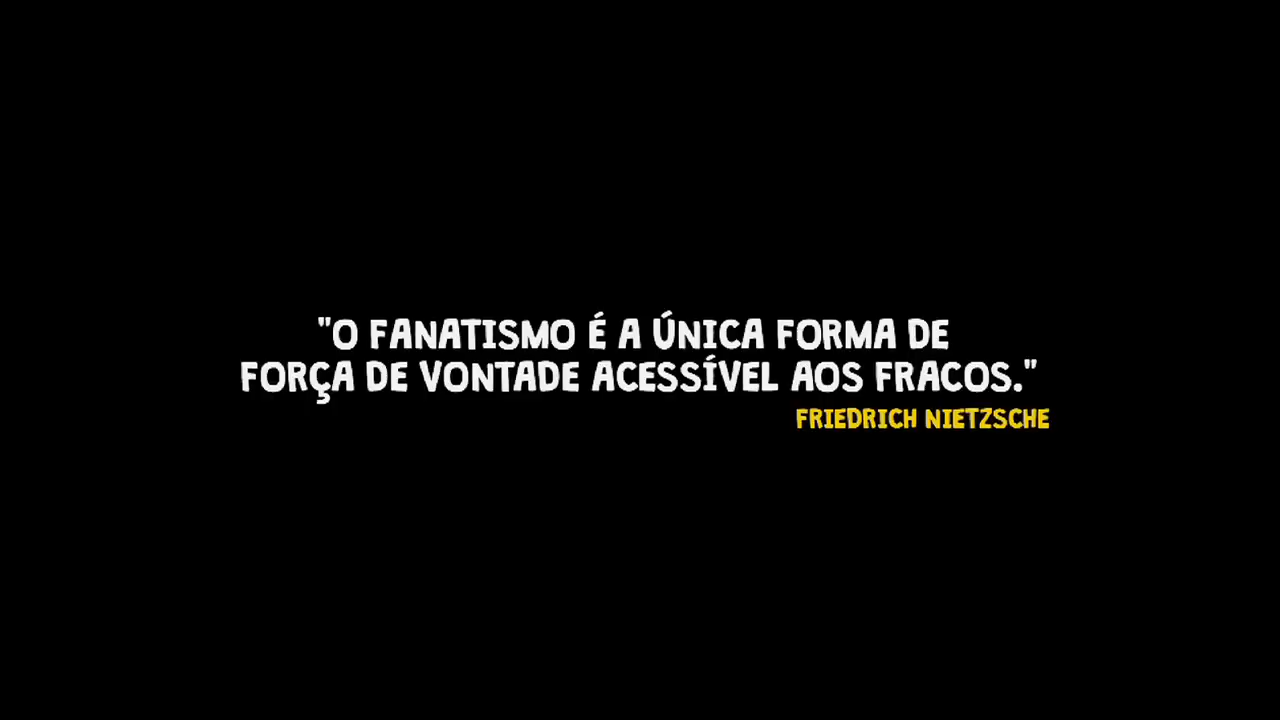 "O FANATISMO É A ÚNICA FORMA DE
FORÇA DE VONTADE ACESSÍVEL AOS FRACOS."
FRIEDRICH NIETZSCHE